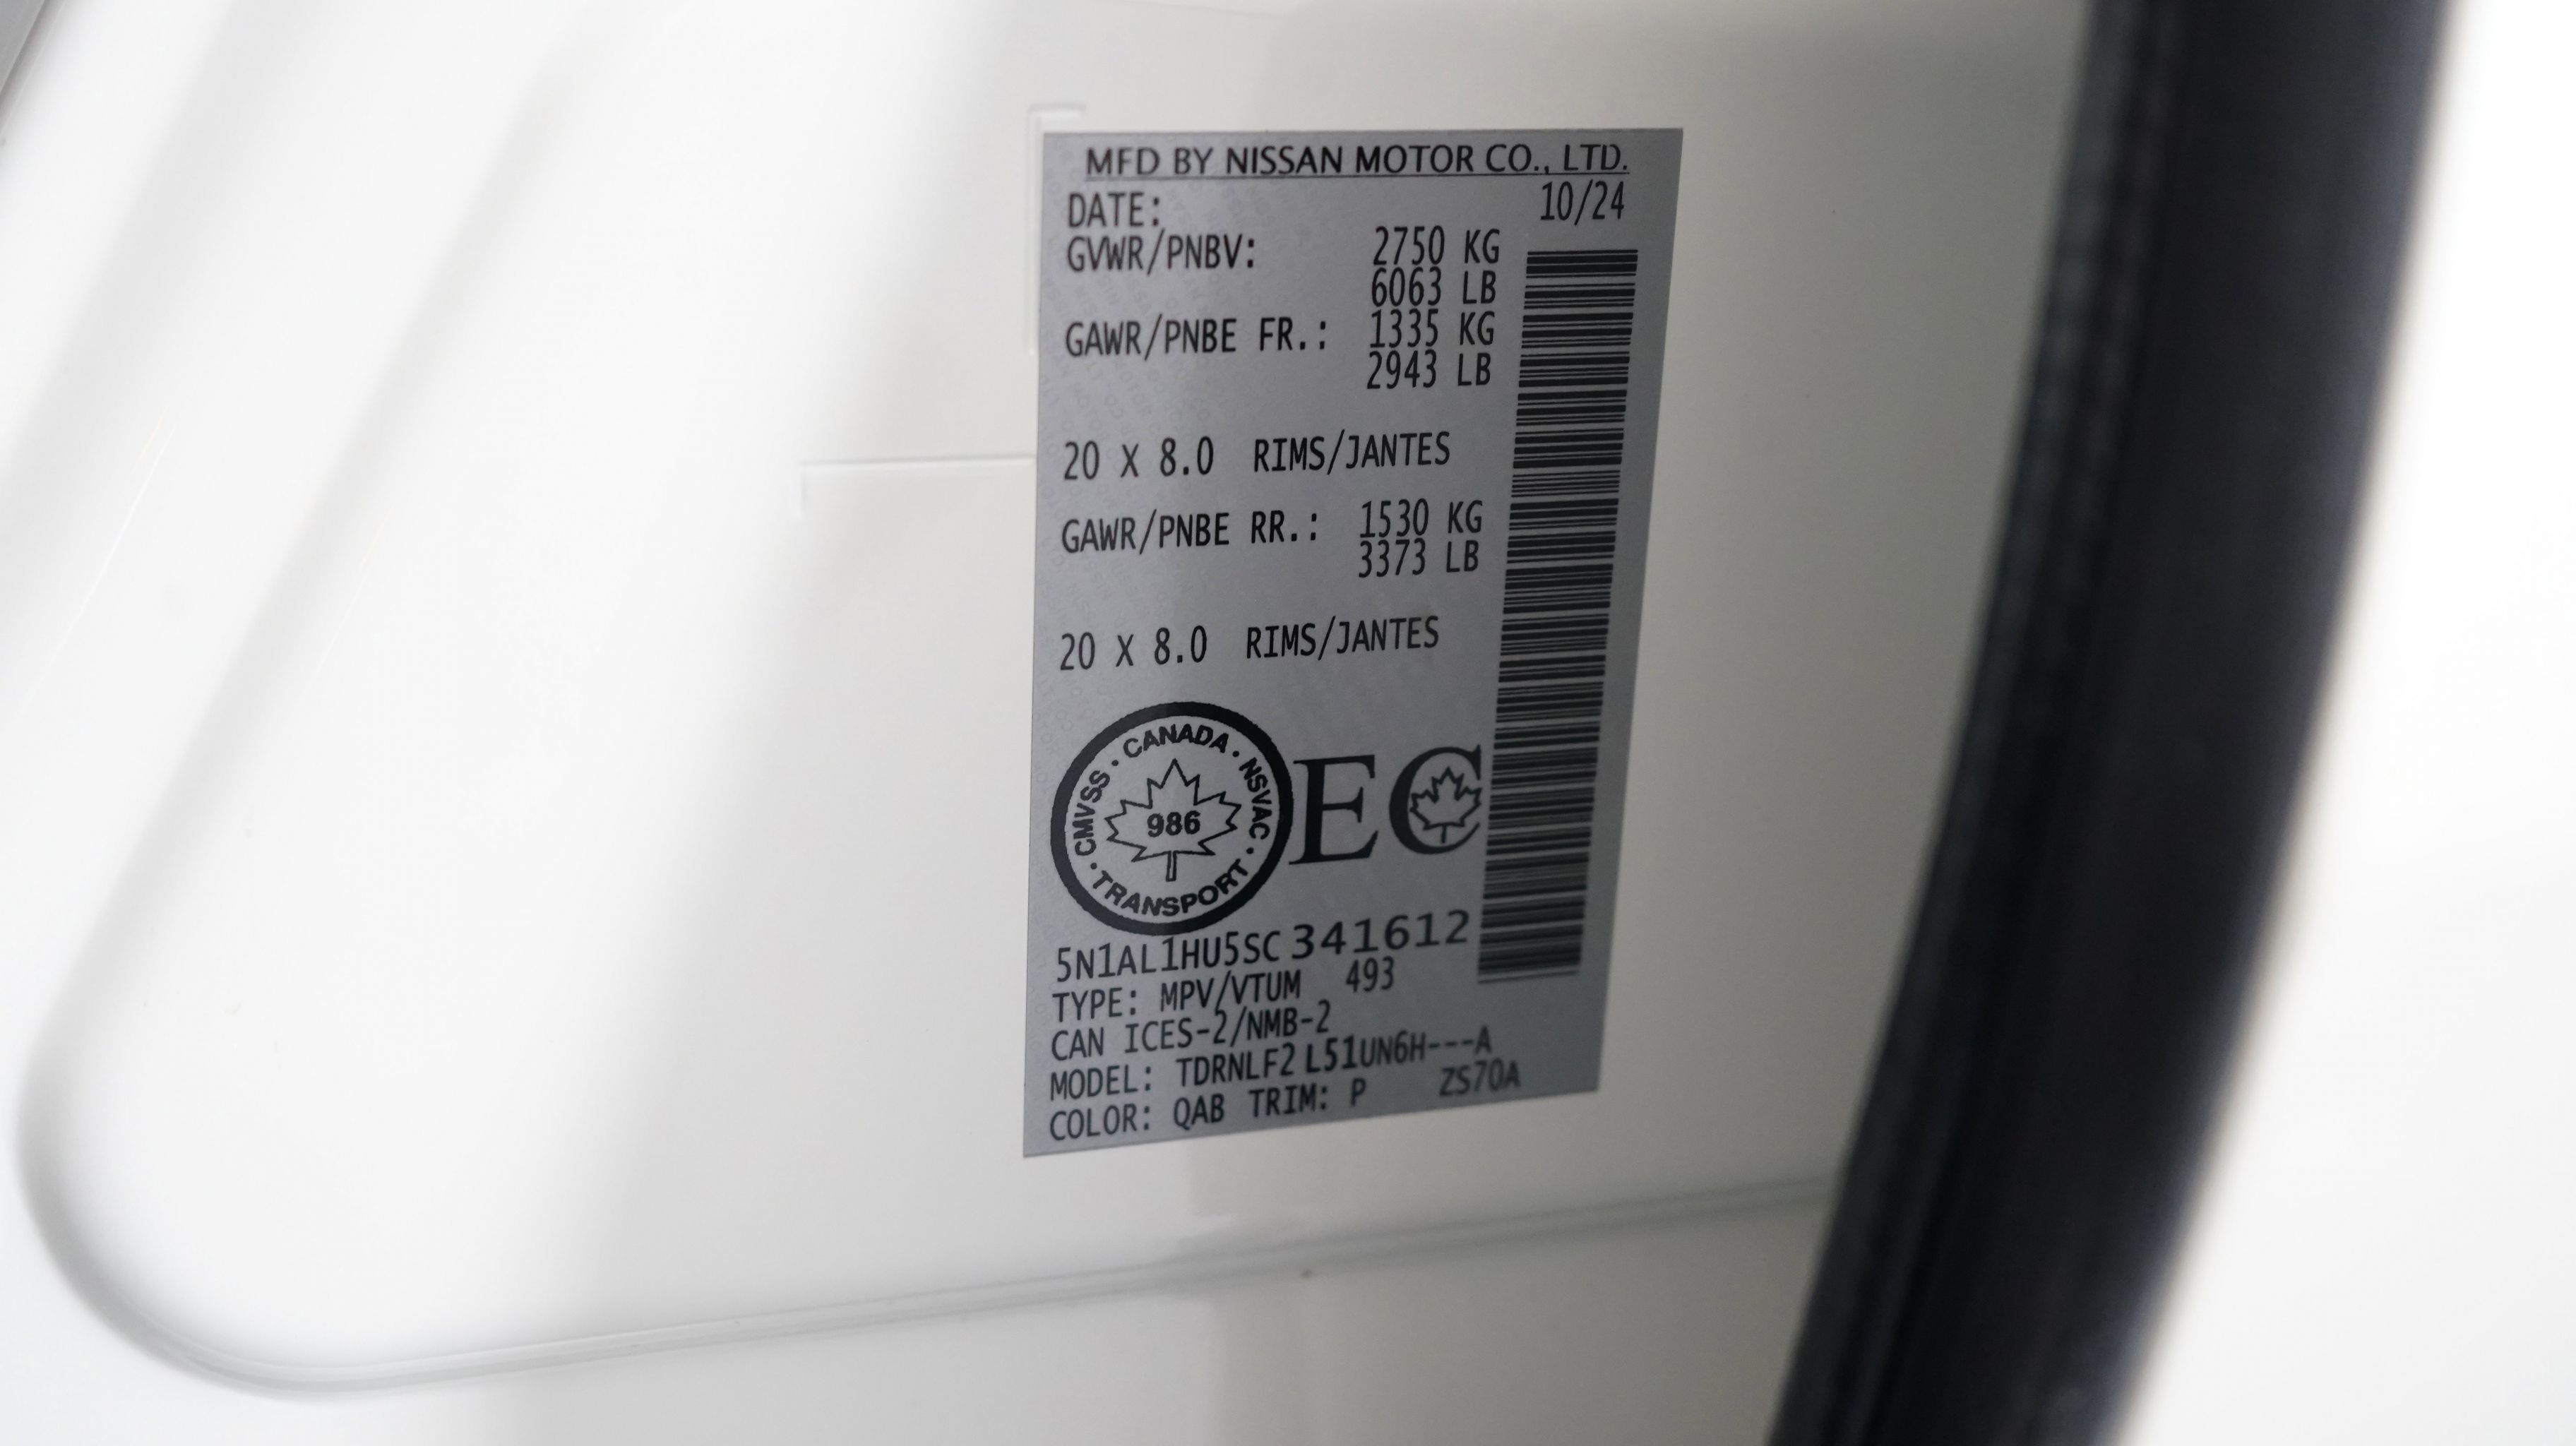 MFD BY NISSAN MOTOR CO., LTD.
DATE: 10/24
GVWR/PNBV: 2750 KG
6063 LB
GAWR/PNBE FR.: 1335 KG
2943 LB
20 X 8.0 RIMS/JANTES
GAWR/PNBE RR.: 1530 KG
3373 LB
20 X 8.0 RIMS/JANTES
CMVSS · CANADA · NSVAC · TRANSPORT ·
986
EC
5N1AL1HU5SC341612
TYPE: MPV/VTUM 493
CAN ICES-2/NMB-2
MODEL: TDRNLF2 L51UN6H---A
COLOR: QAB TRIM: P ZS70A